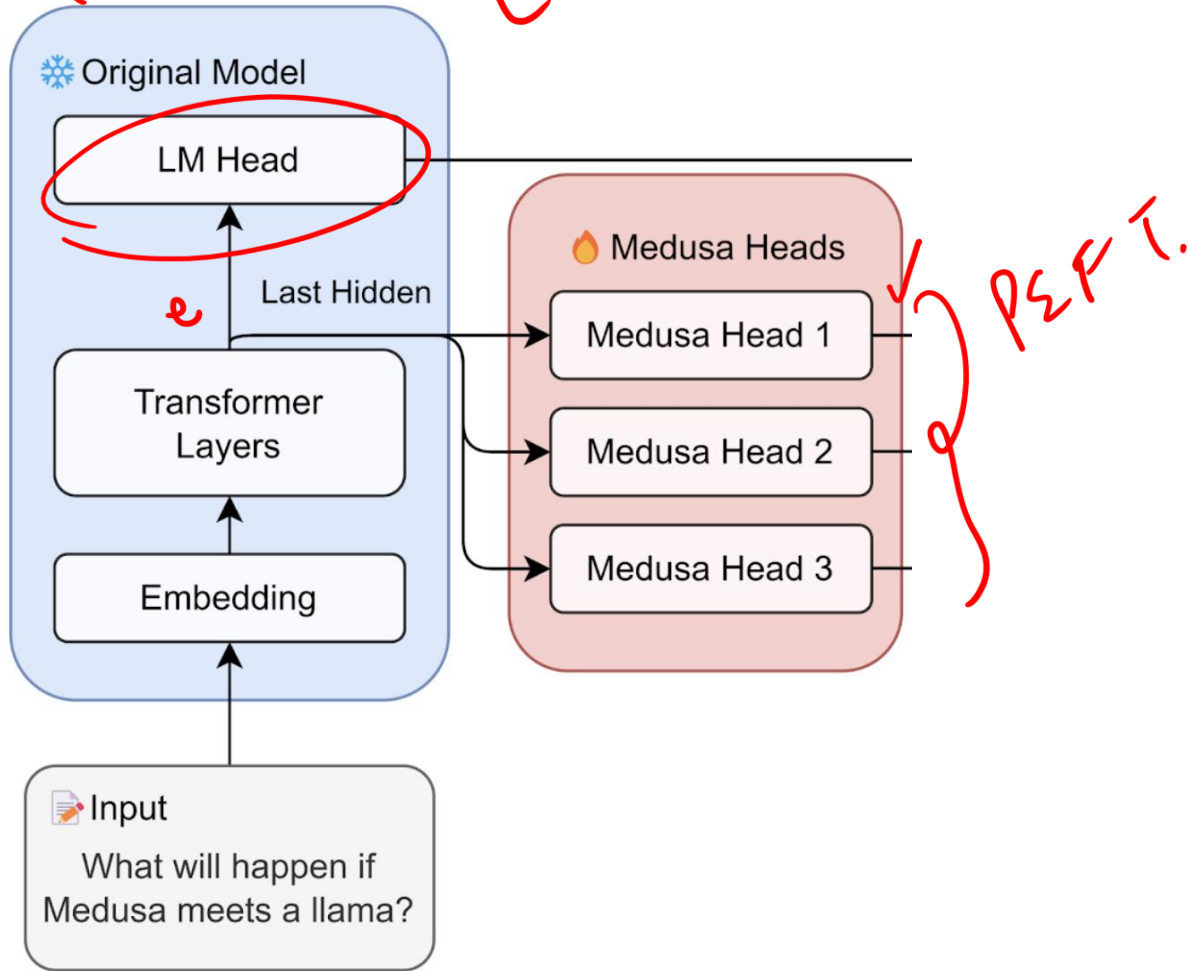 Original Model
LM Head
Last Hidden
e
Transformer
Layers
Embedding
Input
What will happen if
Medusa meets a llama?
Medusa Heads
Medusa Head 1
Medusa Head 2
Medusa Head 3
PEFT.